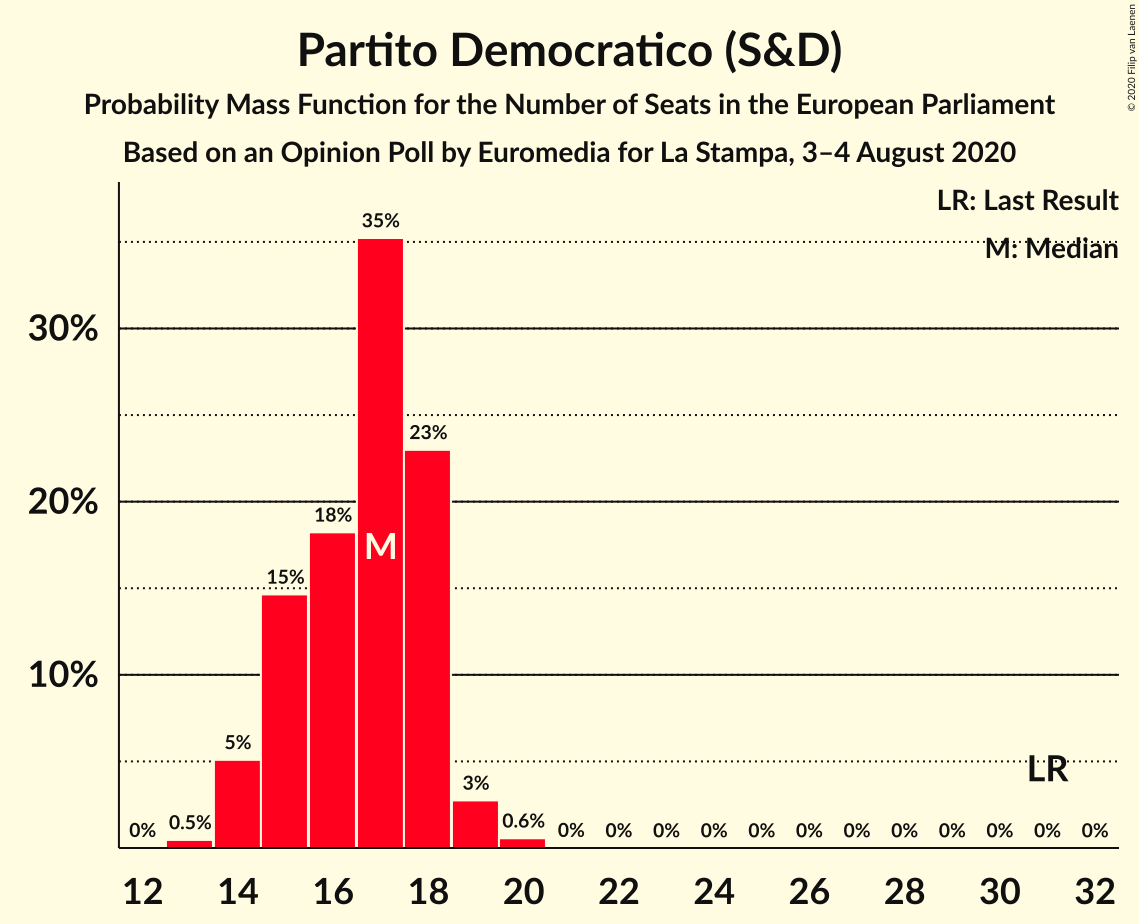 Partito Democratico (S&D)
Probability Mass Function for the Number of Seats in the European Parliament
Based on an Opinion Poll by Euromedia for La Stampa, 3–4 August 2020
© 2020 Filip van Laenen
LR: Last Result
M: Median
30%
20%
10%
0%
0.5%
5%
15%
18%
35%
23%
3%
0.6%
0%
0%
0%
0%
0%
0%
0%
0%
0%
0%
0%
0%
M
LR
12 14 16 18 20 22 24 26 28 30 32